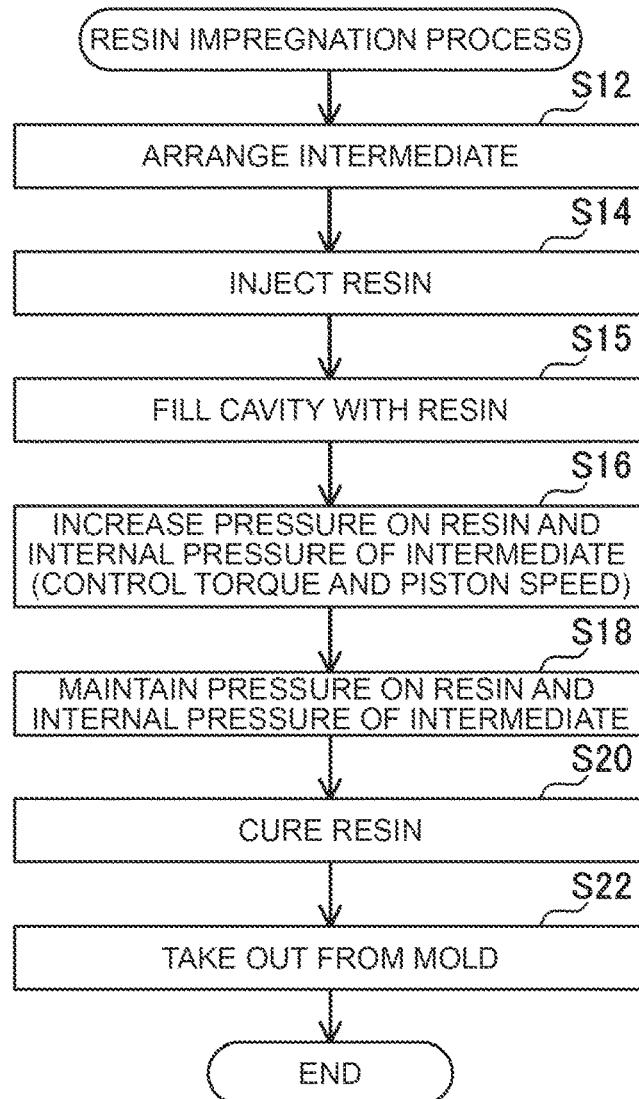 RESIN IMPREGNATION PROCESS
S12
ARRANGE INTERMEDIATE
S14
INJECT RESIN
S15
FILL CAVITY WITH RESIN
S16
INCREASE PRESSURE ON RESIN AND
INTERNAL PRESSURE OF INTERMEDIATE
(CONTROL TORQUE AND PISTON SPEED)
S18
MAINTAIN PRESSURE ON RESIN AND
INTERNAL PRESSURE OF INTERMEDIATE
S20
CURE RESIN
S22
TAKE OUT FROM MOLD
END